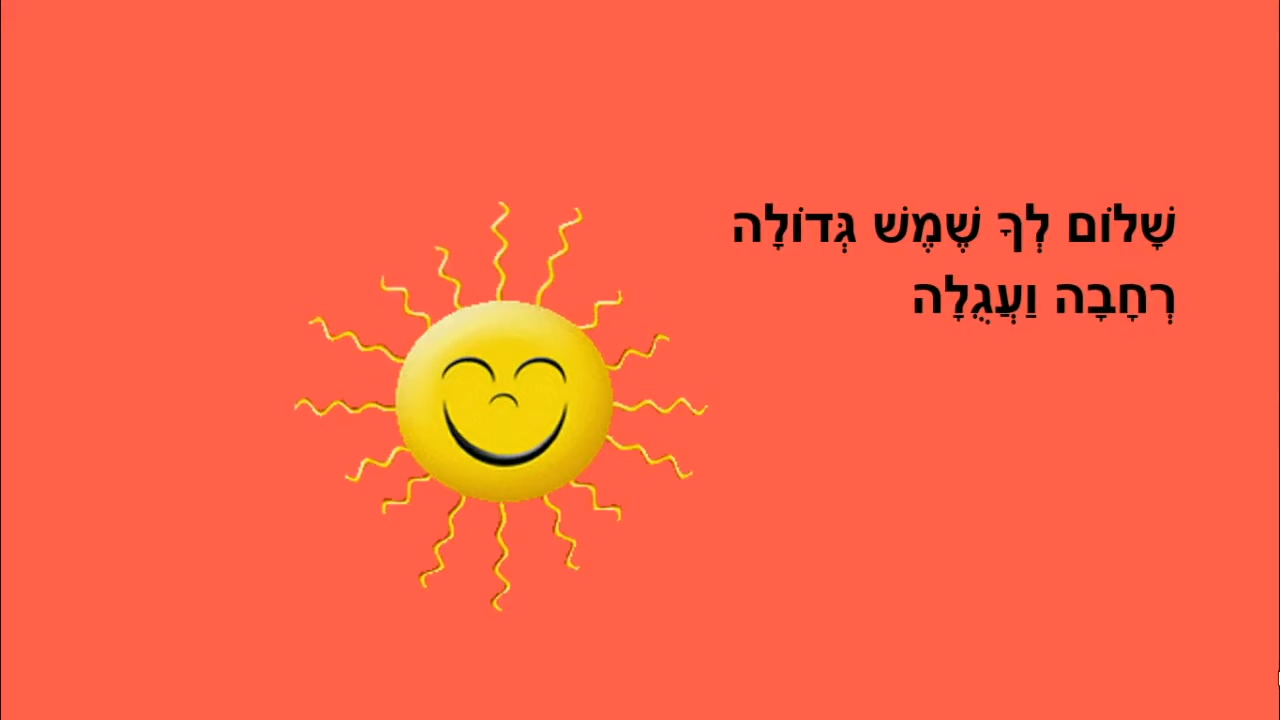 שָׁלוֹם לְךָ שֶׁמֶשׁ גְּדוֹלָה
רְחָבָה וַעֲגֻלָּה